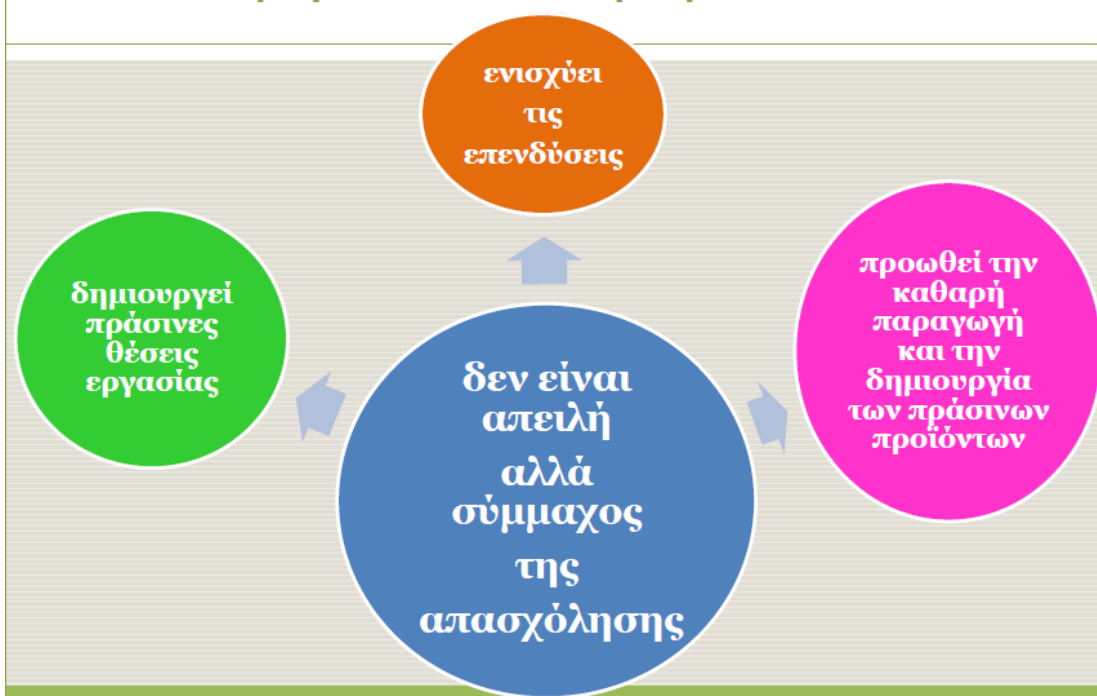 ενισχύει
τις
επενδύσεις
δημιουργεί
πράσινες
θέσεις
εργασίας
προωθεί την
καθαρή
παραγωγή
και την
δημιουργία
των πράσινων
προϊόντων
δεν είναι
απειλή
αλλά
σύμμαχος
της
απασχόλησης